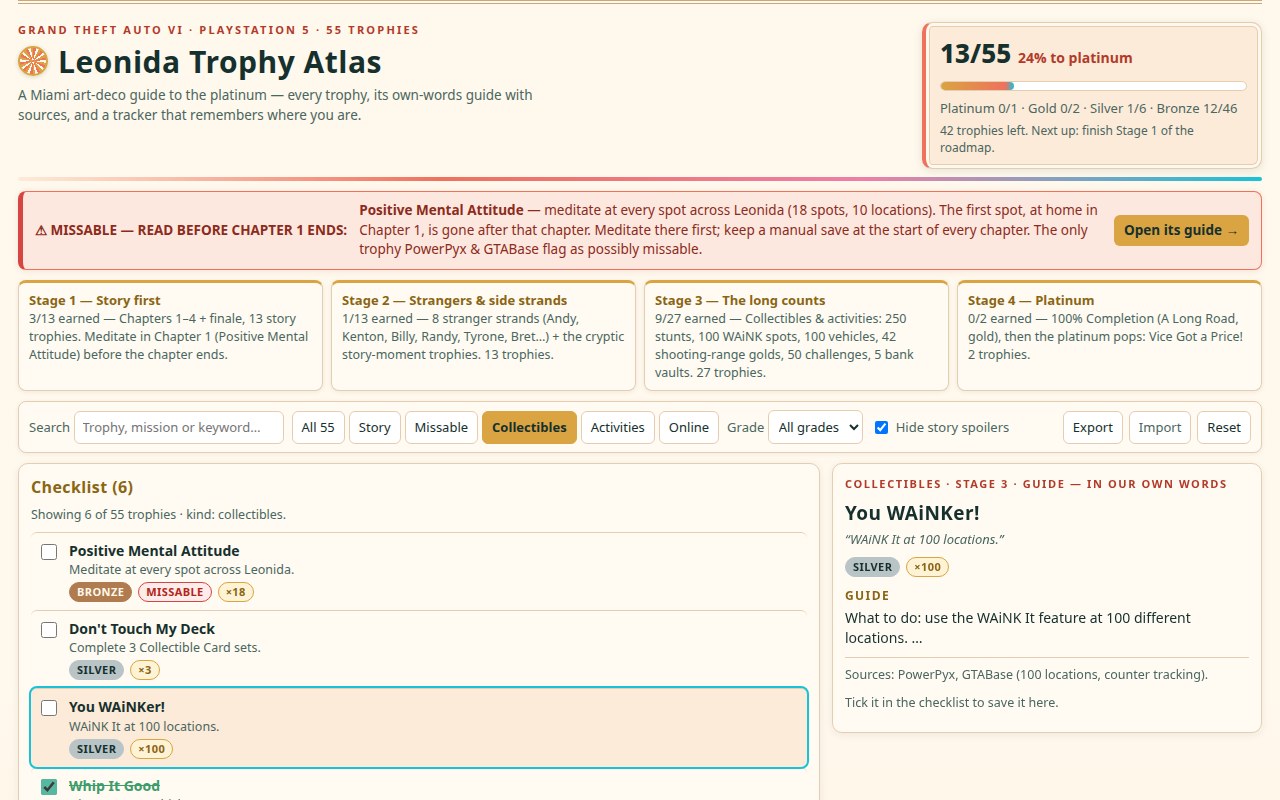 GRAND THEFT AUTO VI · PLAYSTATION 5 · 55 TROPHIES
Leonida Trophy Atlas
A Miami art-deco guide to the platinum — every trophy, its own-words guide with
sources, and a tracker that remembers where you are.
13/55 24% to platinum
Platinum 0/1 · Gold 0/2 · Silver 1/6 · Bronze 12/46
42 trophies left. Next up: finish Stage 1 of the
roadmap.
⚠ MISSABLE — READ BEFORE CHAPTER 1 ENDS:
Positive Mental Attitude — meditate at every spot across Leonida (18 spots, 10 locations). The first spot, at home in
Chapter 1, is gone after that chapter. Meditate there first; keep a manual save at the start of every chapter. The only
trophy PowerPyx & GTABase flag as possibly missable.
Open its guide →
Stage 1 — Story first
3/13 earned — Chapters 1–4 + finale, 13 story
trophies. Meditate in Chapter 1 (Positive Mental
Attitude) before the chapter ends.
Stage 2 — Strangers & side strands
1/13 earned — 8 stranger strands (Andy,
Kenton, Billy, Randy, Tyrone, Bret…) + the cryptic
story-moment trophies. 13 trophies.
Stage 3 — The long counts
9/27 earned — Collectibles & activities: 250
stunts, 100 WAiNK spots, 100 vehicles, 42
shooting-range golds, 50 challenges, 5 bank
vaults. 27 trophies.
Stage 4 — Platinum
0/2 earned — 100% Completion (A Long Road,
gold), then the platinum pops: Vice Got a Price!
2 trophies.
Search Trophy, mission or keyword... All 55 Story Missable Collectibles Activities Online Grade All grades Hide story spoilers Export Import Reset
Checklist (6)
Showing 6 of 55 trophies · kind: collectibles.
Positive Mental Attitude
Meditate at every spot across Leonida.
BRONZE MISSABLE ×18
Don't Touch My Deck
Complete 3 Collectible Card sets.
SILVER ×3
You WAiNKer!
WAiNK It at 100 locations.
SILVER ×100
Whip It Good
COLLECTIBLES · STAGE 3 · GUIDE — IN OUR OWN WORDS
You WAiNKer!
“WAiNK It at 100 locations.”
SILVER ×100
GUIDE
What to do: use the WAiNK It feature at 100 different
locations. …
Sources: PowerPyx, GTABase (100 locations, counter tracking).
Tick it in the checklist to save it here.